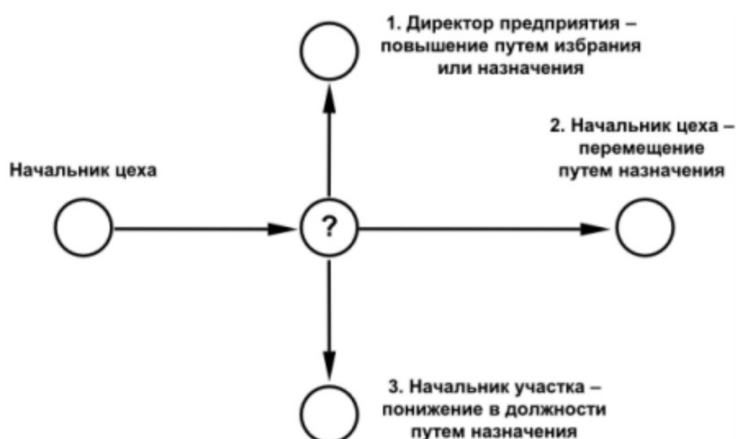 1. Директор предприятия –
повышение путем избрания
или назначения
2. Начальник цеха –
перемещение
путем назначения
Начальник цеха
?
3. Начальник участка –
понижение в должности
путем назначения